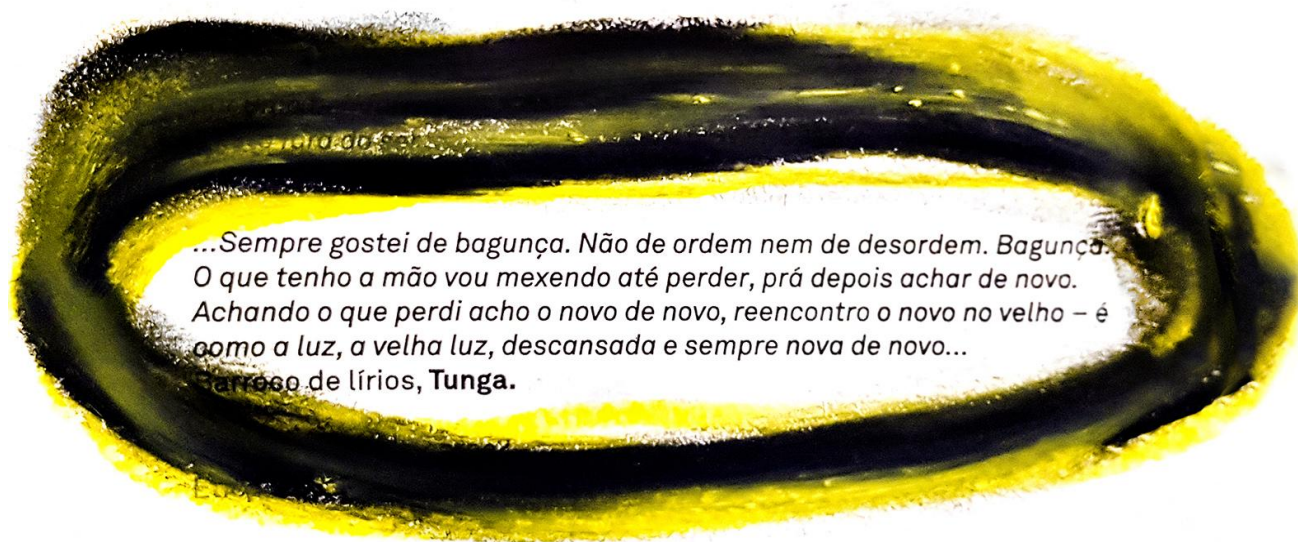 ...Sempre gostei de bagunça. Não de ordem nem de desordem. Bagunça.
O que tenho a mão vou mexendo até perder, prá depois achar de novo.
Achando o que perdi acho o novo de novo, reencontro o novo no velho – é
como a luz, a velha luz, descansada e sempre nova de novo...
Barroco de lírios, Tunga.